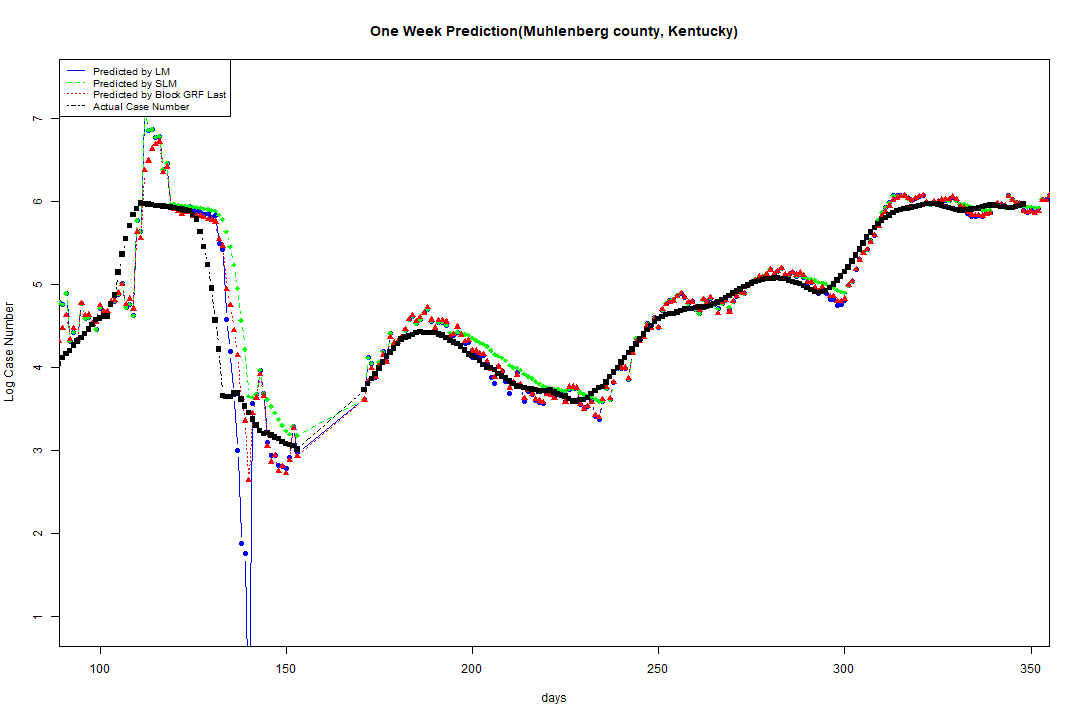 One Week Prediction(Muhlenberg county, Kentucky)
Predicted by LM
Predicted by SLM
Predicted by Block GRF Last
Actual Case Number
7
6
5
4
3
2
1
Log Case Number
100 150 200 250 300 350
days